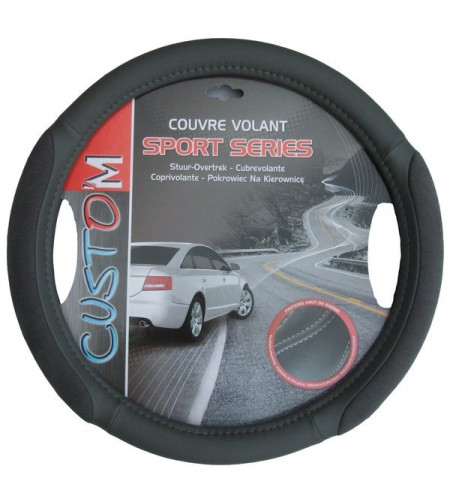 COUVRE VOLANT
SPORT SERIES
Stuur-Overtrek - Cubrevolante
Coprivolante - Pokrowiec Na Kierownicę
CUSTO'M